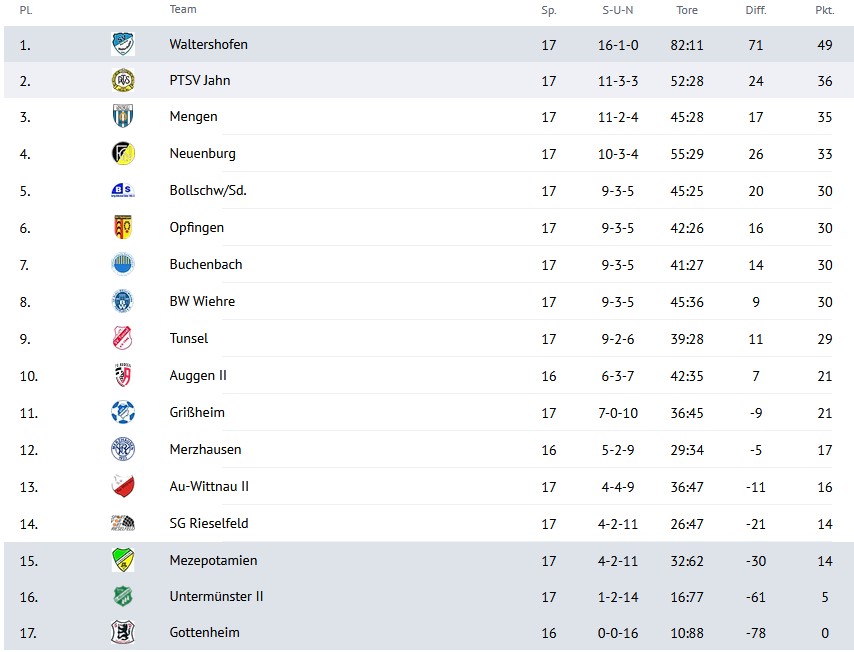 PL Team Sp. S-U-N Tore Diff. Pkt.
1. Waltershofen 17 16-1-0 82:11 71 49
2. PTSV Jahn 17 11-3-3 52:28 24 36
3. Mengen 17 11-2-4 45:28 17 35
4. Neuenburg 17 10-3-4 55:29 26 33
5. Bollschw/Sd. 17 9-3-5 45:25 20 30
6. Opfingen 17 9-3-5 42:26 16 30
7. Buchenbach 17 9-3-5 41:27 14 30
8. BW Wiehre 17 9-3-5 45:36 9 30
9. Tunsel 17 9-2-6 39:28 11 29
10. Auggen II 16 6-3-7 42:35 7 21
11. Grißheim 17 7-0-10 36:45 -9 21
12. Merzhausen 16 5-2-9 29:34 -5 17
13. Au-Wittnau II 17 4-4-9 36:47 -11 16
14. SG Rieselfeld 17 4-2-11 26:47 -21 14
15. Mezepotamien 17 4-2-11 32:62 -30 14
16. Untermünster II 17 1-2-14 16:77 -61 5
17. Gottenheim 16 0-0-16 10:88 -78 0